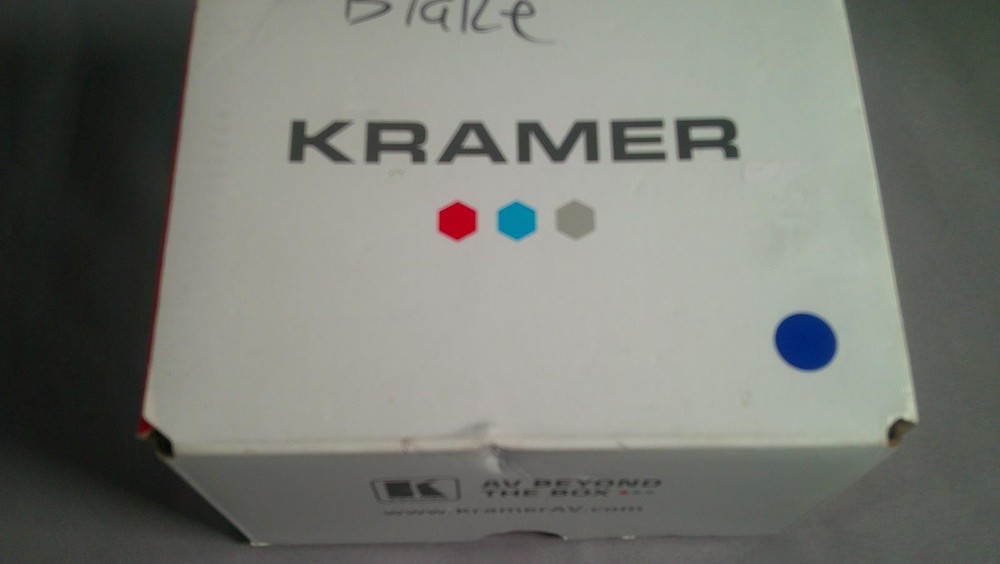 Blake
KRAMER
K AV BEYOND
THE BOX
www.KramerAV.com